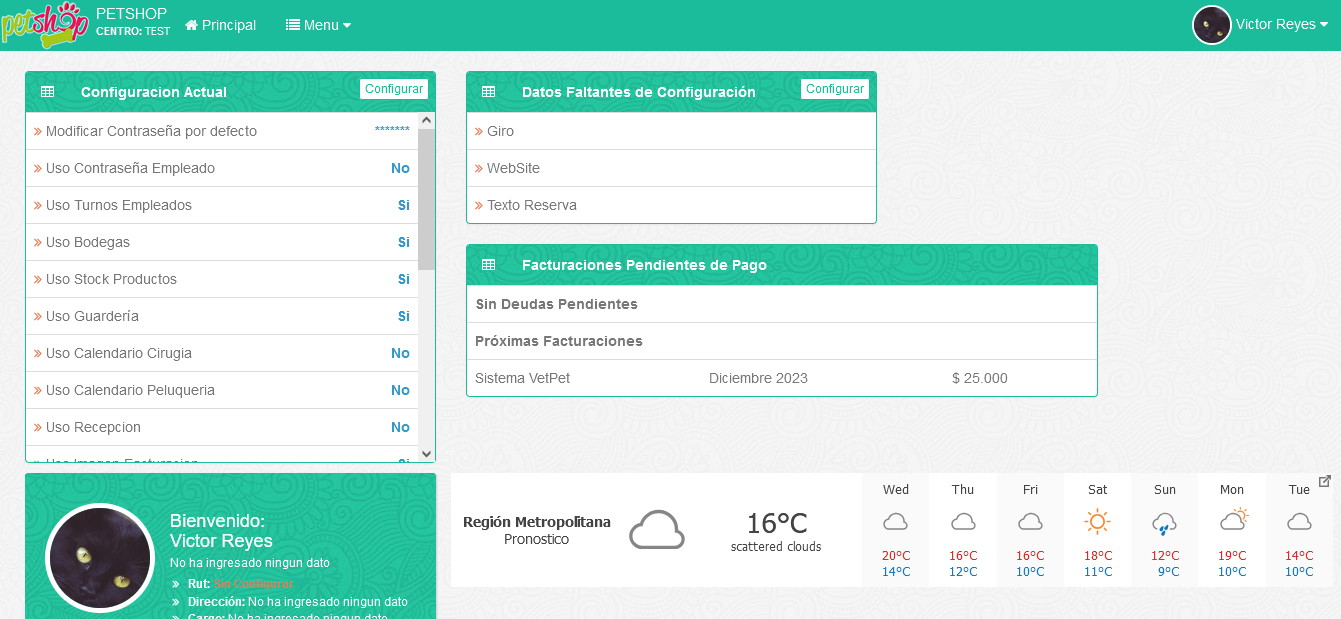 petshop
PETSHOP
CENTRO: TEST
Principal
Menu
Victor Reyes
Configuracion Actual
Configurar
Modificar Contraseña por defecto *******
Uso Contraseña Empleado No
Uso Turnos Empleados Si
Uso Bodegas Si
Uso Stock Productos Si
Uso Guardería Si
Uso Calendario Cirugia No
Uso Calendario Peluqueria No
Uso Recepcion No
Uso Imagen Facturacion Si
Datos Faltantes de Configuración
Configurar
Giro
WebSite
Texto Reserva
Facturaciones Pendientes de Pago
Sin Deudas Pendientes
Próximas Facturaciones
Sistema VetPet Diciembre 2023 $ 25.000
Bienvenido:
Victor Reyes
No ha ingresado ningun dato
Rut: Sin Configurar
Dirección: No ha ingresado ningun dato
Cargo: No ha ingresado ningun dato
Región Metropolitana
Pronostico
16°C
scattered clouds
Wed Thu Fri Sat Sun Mon Tue
20°C 16°C 16°C 18°C 12°C 19°C 14°C
14°C 12°C 10°C 11°C 9°C 10°C 10°C